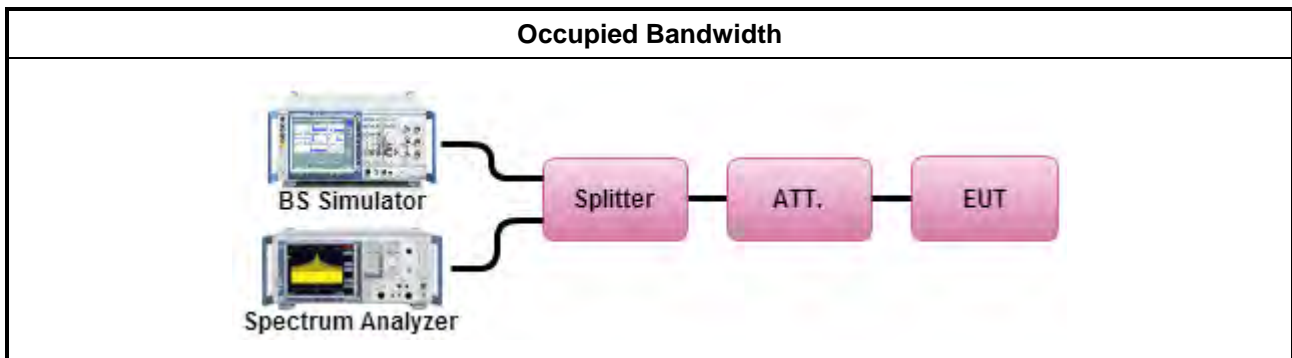 Occupied Bandwidth
BS Simulator
Splitter
ATT.
EUT
Spectrum Analyzer